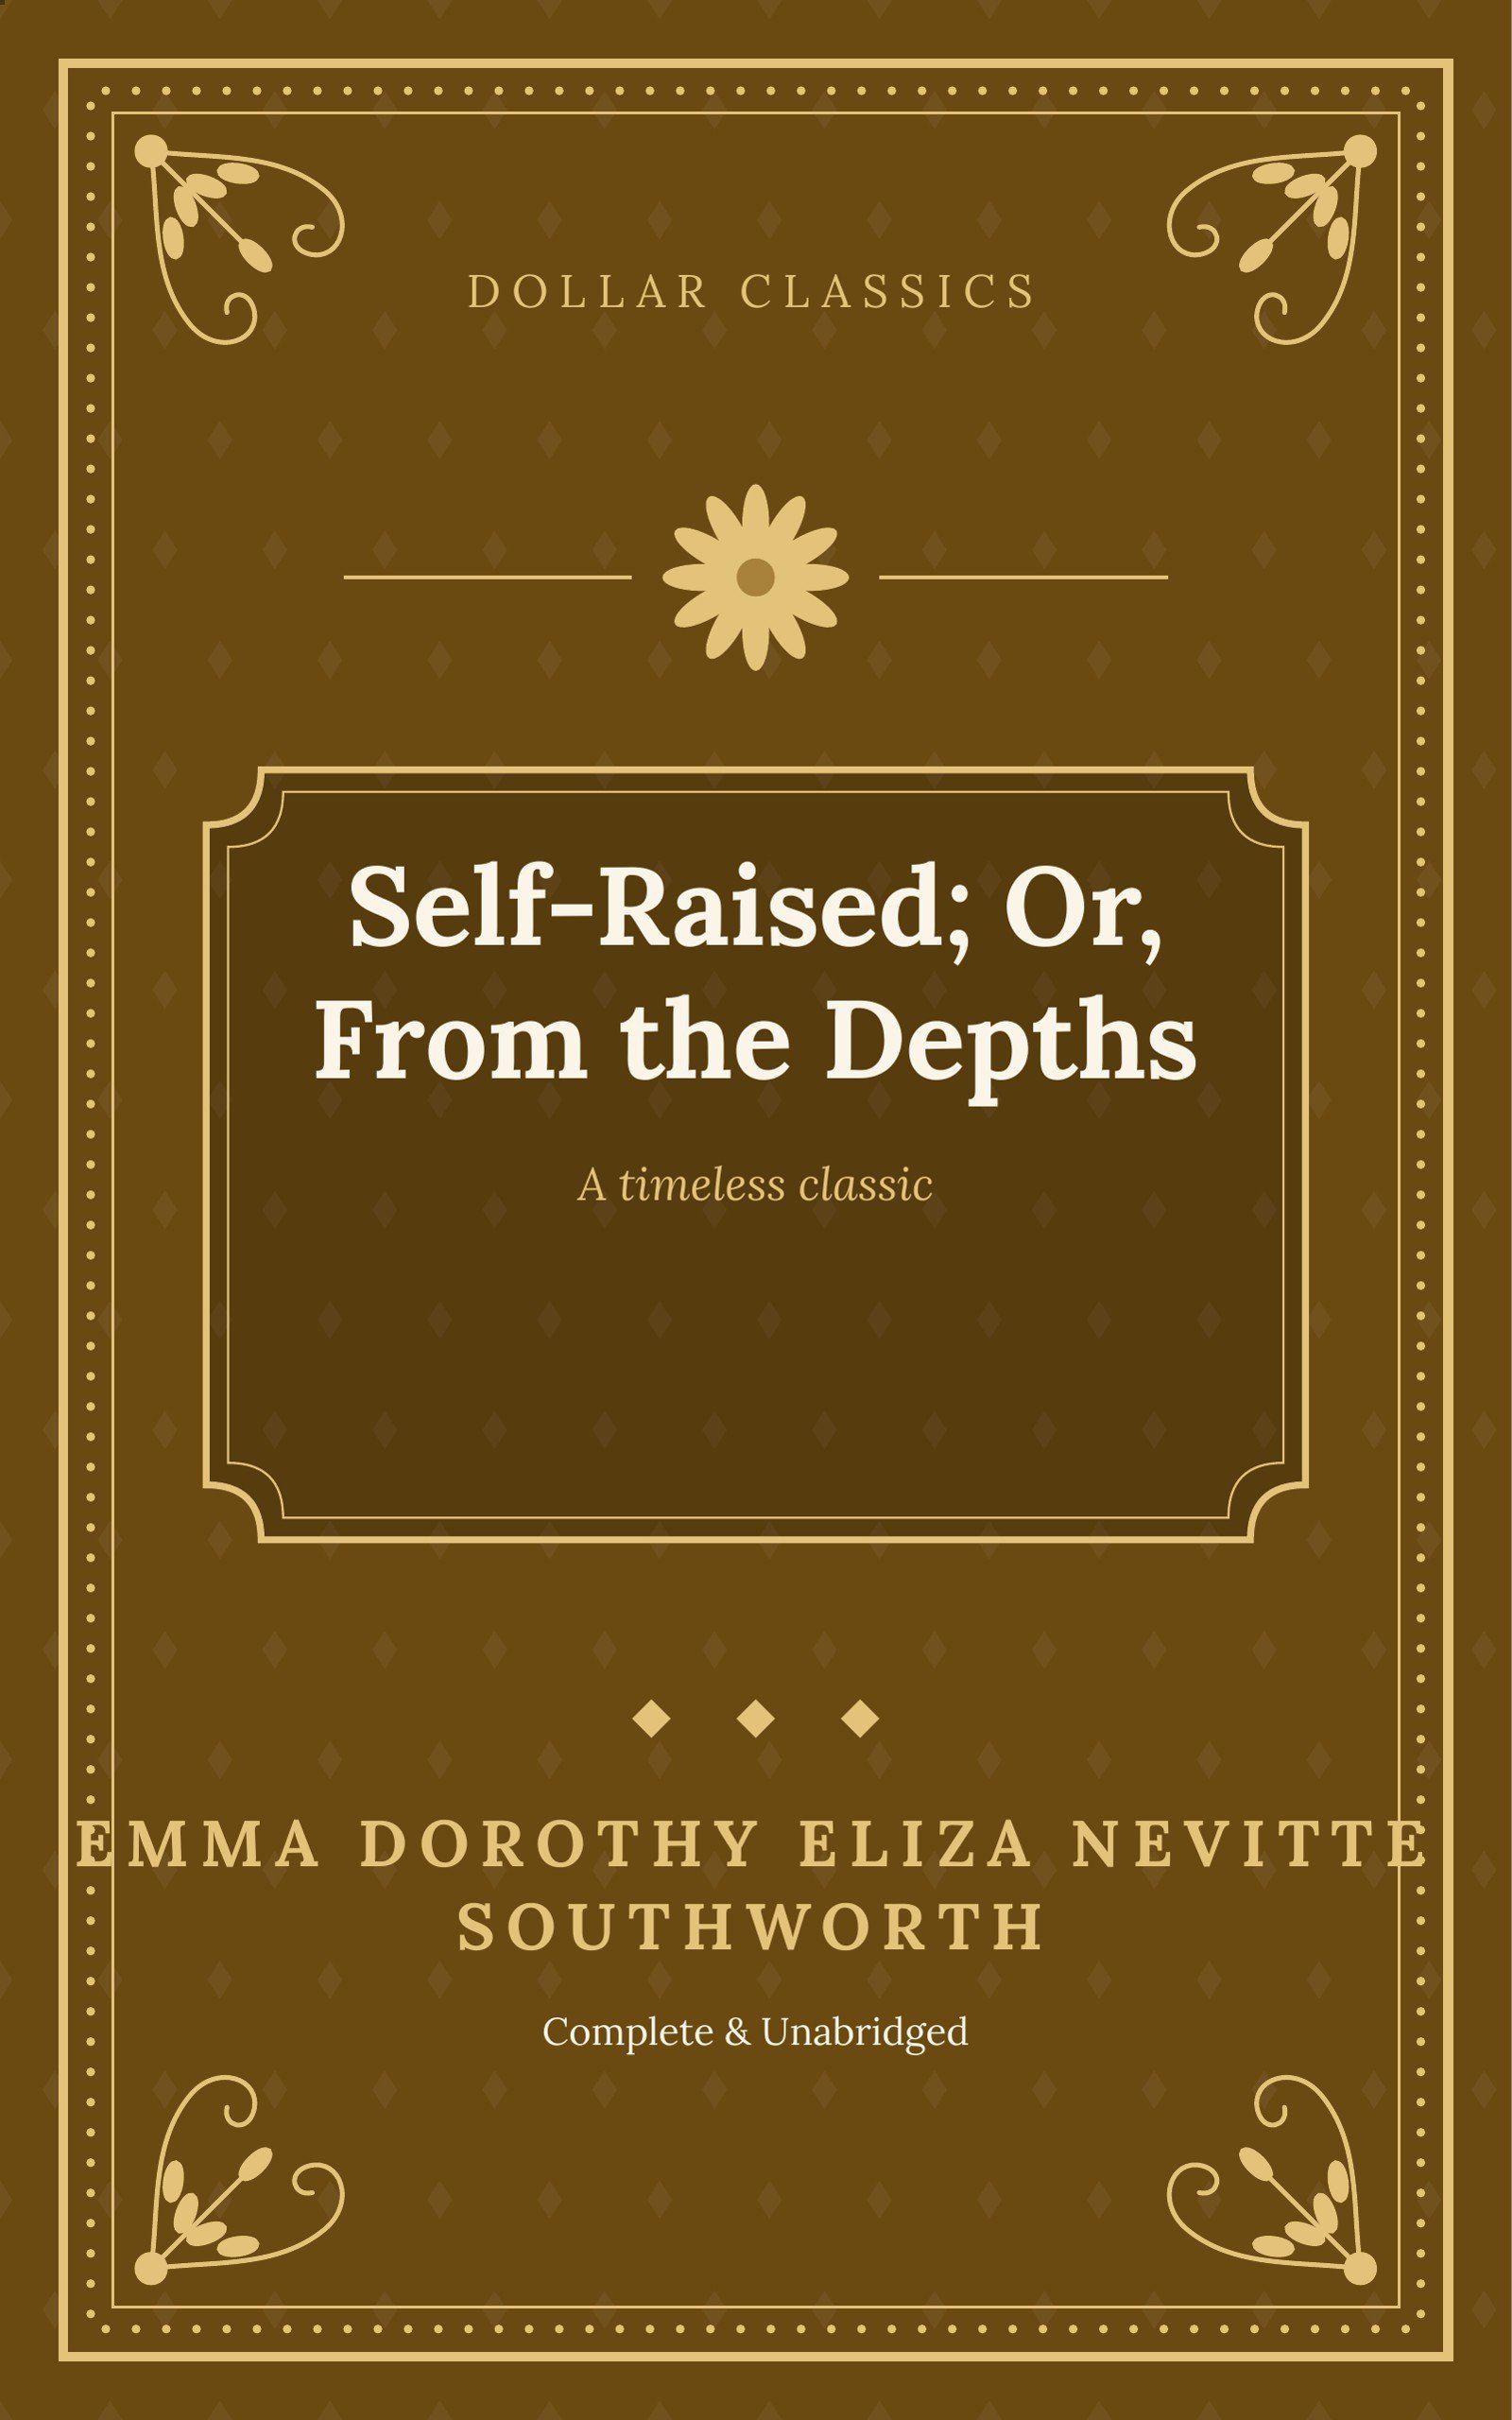 DOLLAR CLASSICS
Self-Raised; Or,
From the Depths
A timeless classic
EMMA DOROTHY ELIZA NEVITTE
SOUTHWORTH
Complete & Unabridged